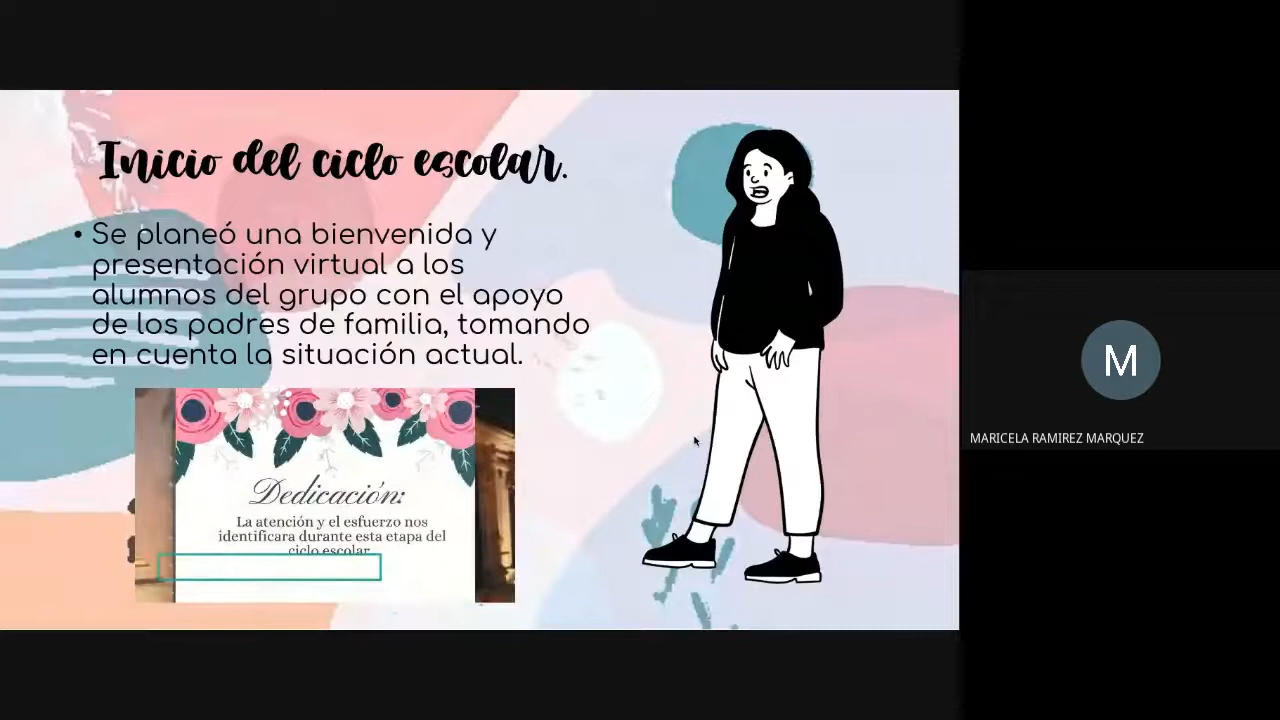 Inicio del ciclo escolar.
• Se planeó una bienvenida y
presentación virtual a los
alumnos del grupo con el apoyo
de los padres de familia, tomando
en cuenta la situación actual.
Dedicación:
La atención y el esfuerzo nos
identificara durante esta etapa del
ciclo escolar
M
MARICELA RAMIREZ MARQUEZ